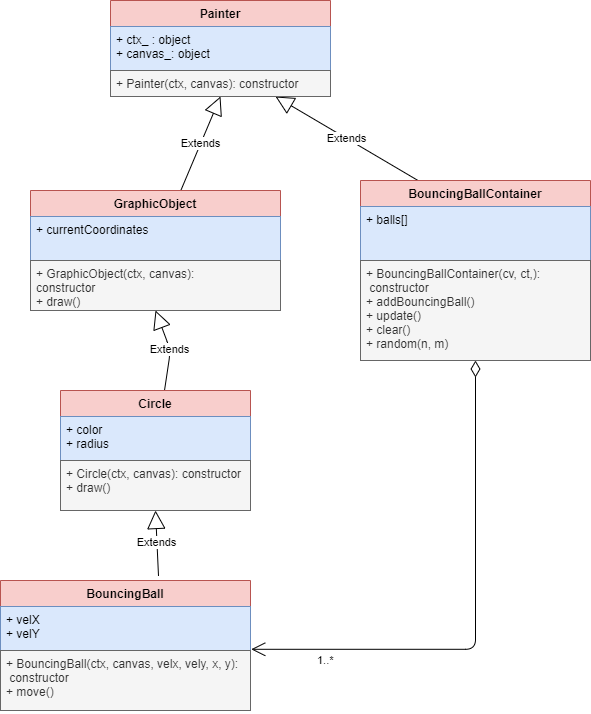 Painter
+ ctx_ : object
+ canvas_: object
+ Painter(ctx, canvas): constructor
Extends
Extends
GraphicObject
+ currentCoordinates
+ GraphicObject(ctx, canvas):
constructor
+ draw()
BouncingBallContainer
+ balls[]
+ BouncingBallContainer(cv, ct,):
constructor
+ addBouncingBall()
+ update()
+ clear()
+ random(n, m)
Extends
Circle
+ color
+ radius
+ Circle(ctx, canvas): constructor
+ draw()
Extends
BouncingBall
+ velX
+ velY
+ BouncingBall(ctx, canvas, velx, vely, x, y):
constructor
+ move()
1..*